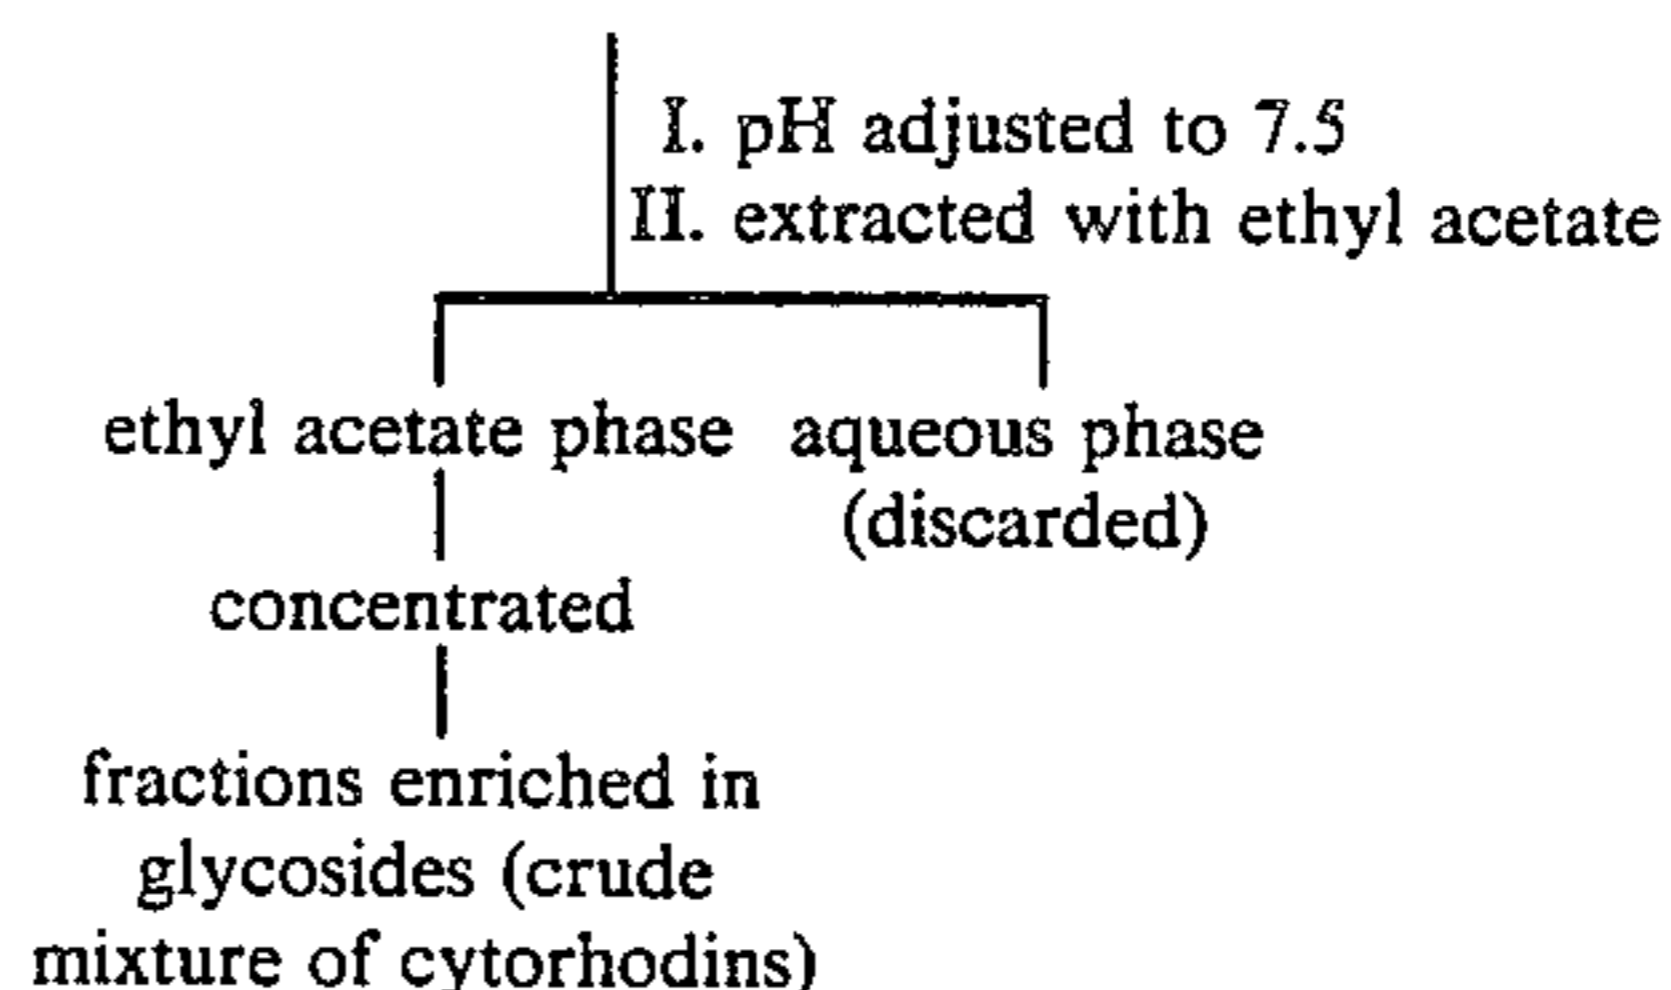 I. pH adjusted to 7.5
II. extracted with ethyl acetate
ethyl acetate phase aqueous phase
(discarded)
concentrated
fractions enriched in
glycosides (crude
mixture of cytorhodins)